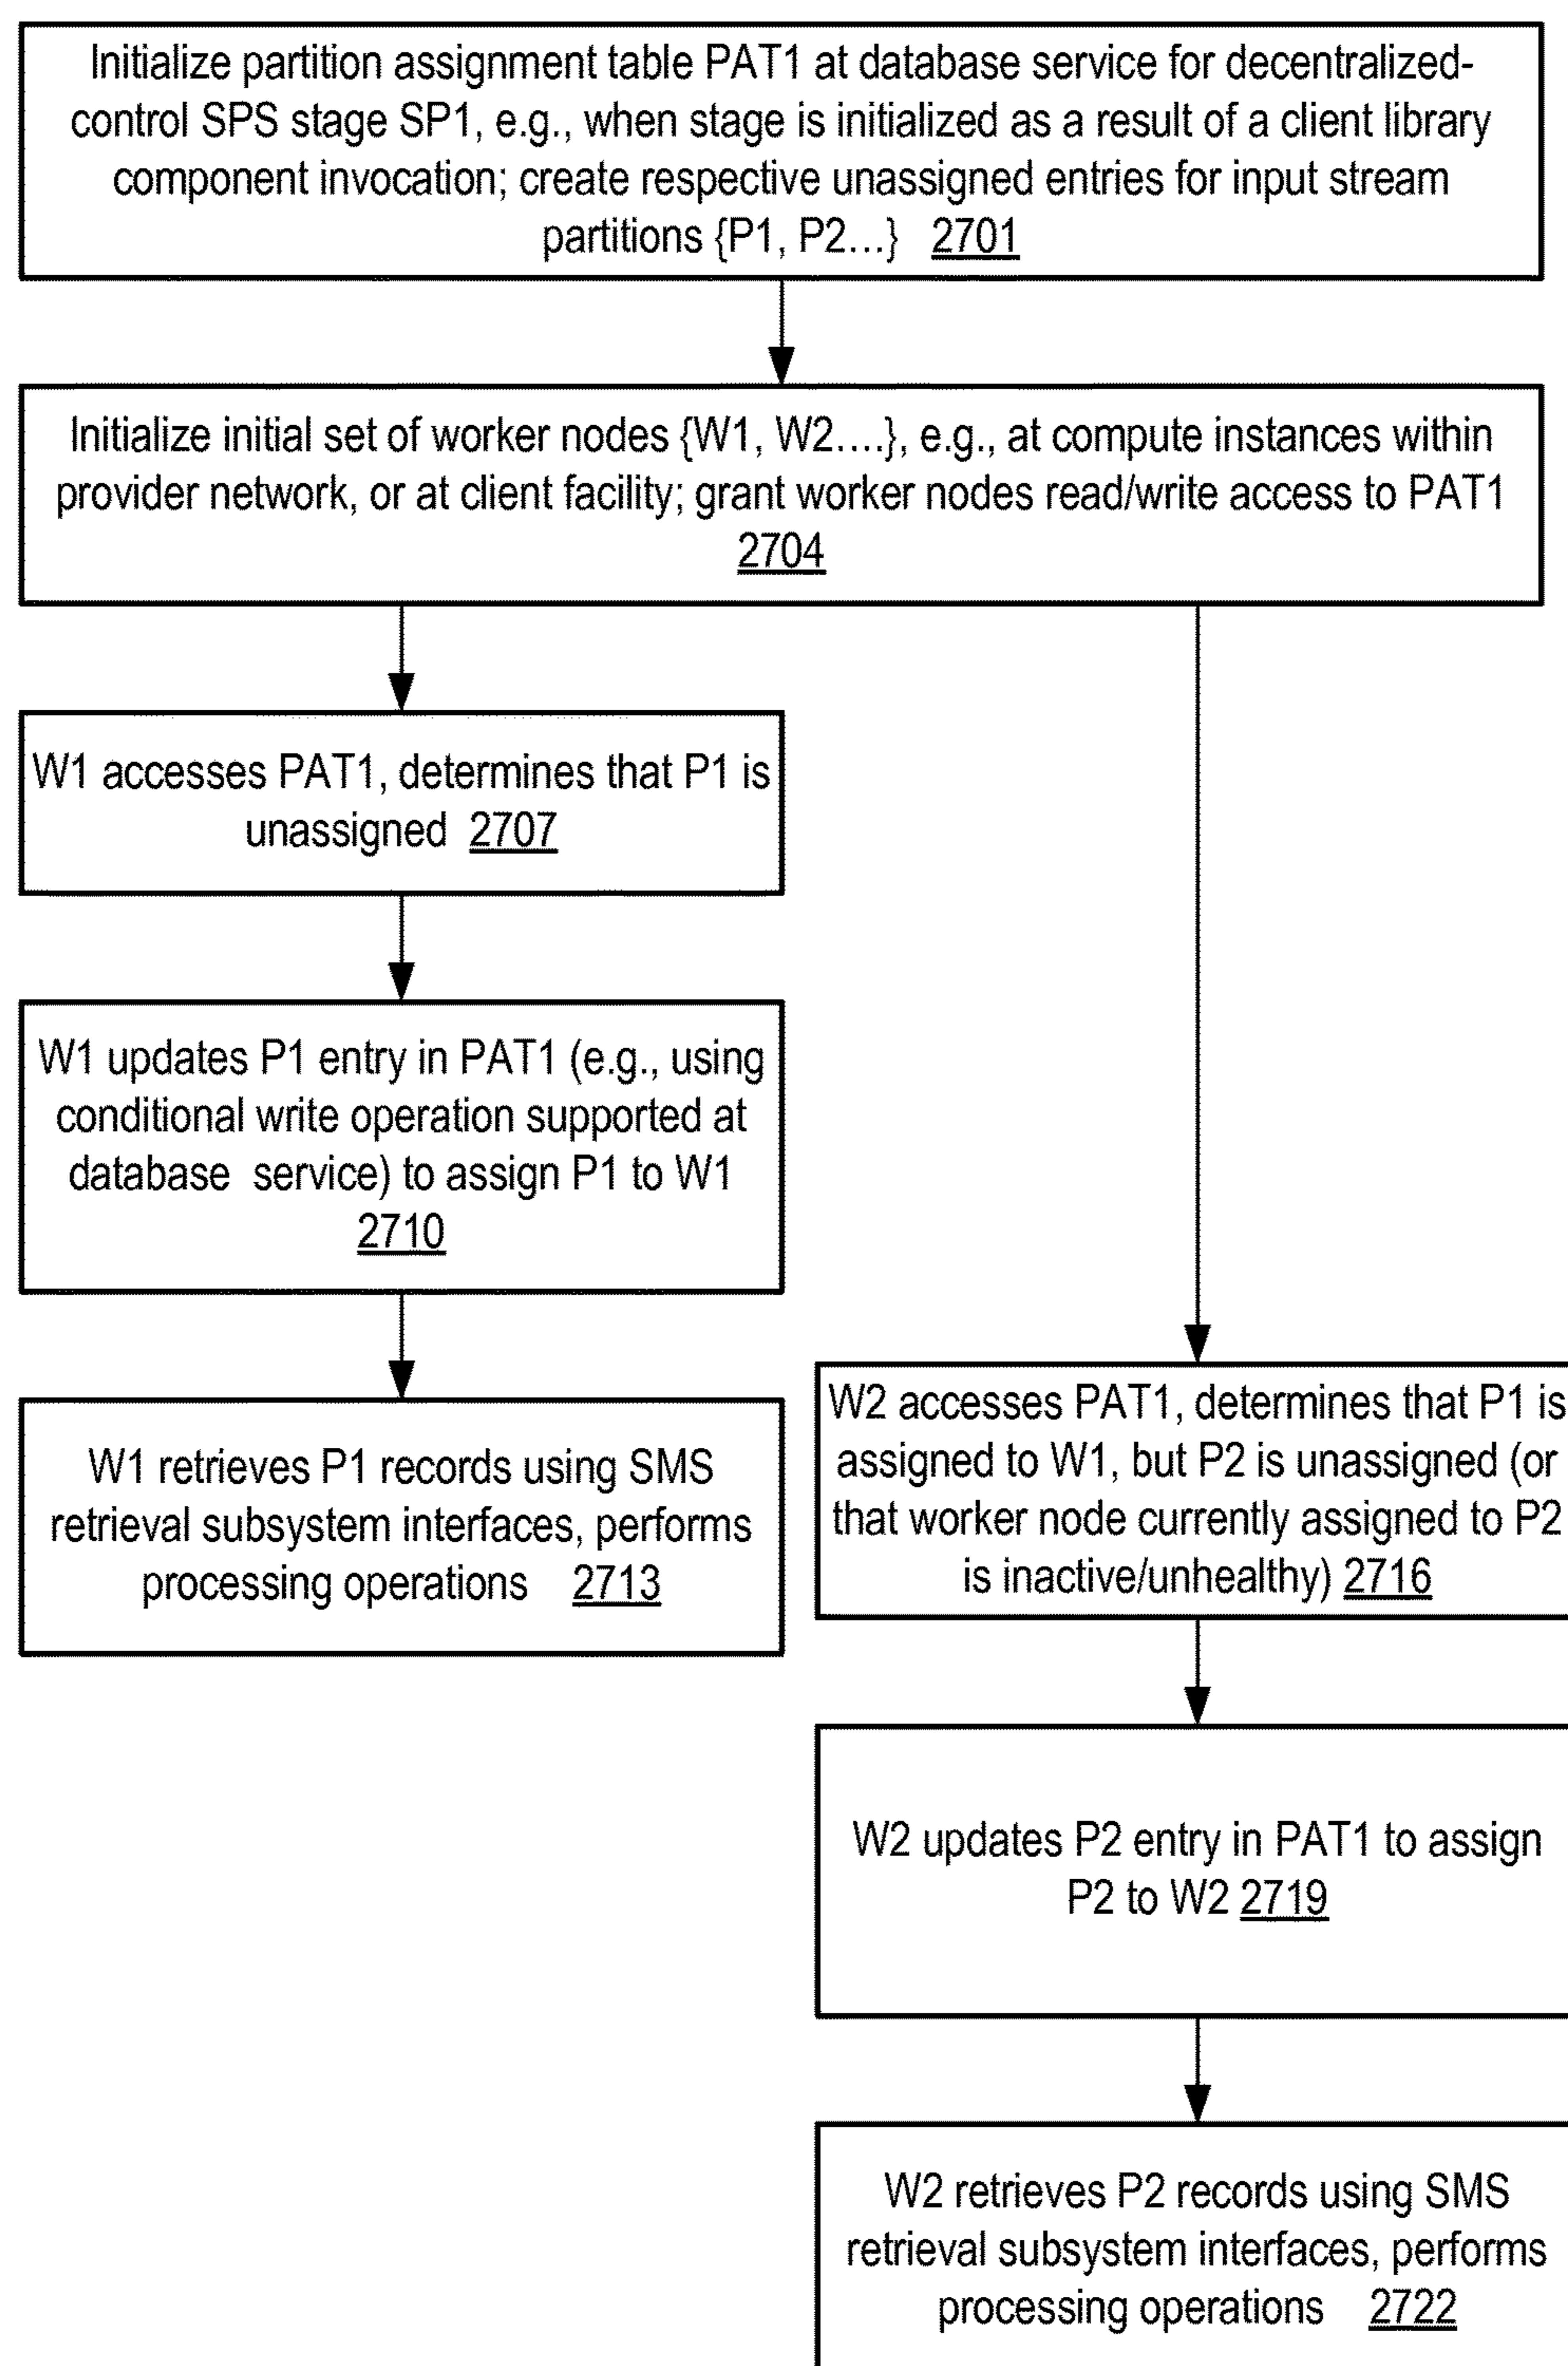 Initialize partition assignment table PAT1 at database service for decentralized-
control SPS stage SP1, e.g., when stage is initialized as a result of a client library
component invocation; create respective unassigned entries for input stream
partitions {P1, P2...} 2701
Initialize initial set of worker nodes {W1, W2....}, e.g., at compute instances within
provider network, or at client facility; grant worker nodes read/write access to PAT1
2704
W1 accesses PAT1, determines that P1 is
unassigned 2707
W1 updates P1 entry in PAT1 (e.g., using
conditional write operation supported at
database service) to assign P1 to W1
2710
W1 retrieves P1 records using SMS
retrieval subsystem interfaces, performs
processing operations 2713
W2 accesses PAT1, determines that P1 is
assigned to W1, but P2 is unassigned (or
that worker node currently assigned to P2
is inactive/unhealthy) 2716
W2 updates P2 entry in PAT1 to assign
P2 to W2 2719
W2 retrieves P2 records using SMS
retrieval subsystem interfaces, performs
processing operations 2722